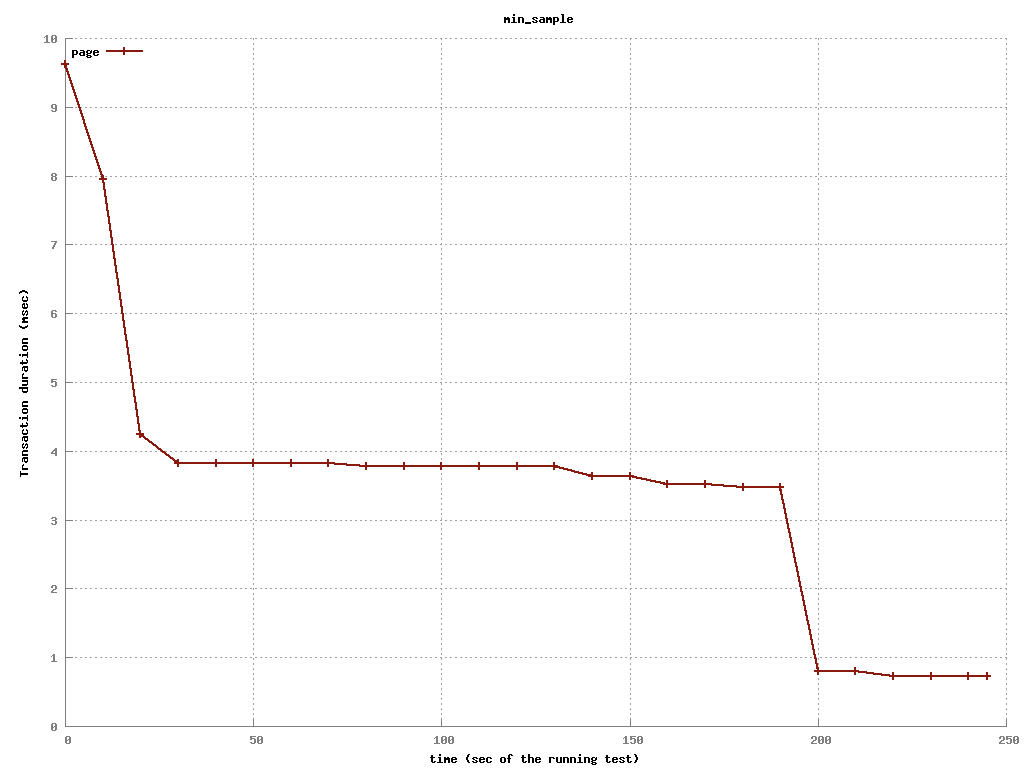 min_sample
page
10
9
8
7
6
5
4
3
2
1
0
Transaction duration (msec)
0 50 100 150 200 250
time (sec of the running test)